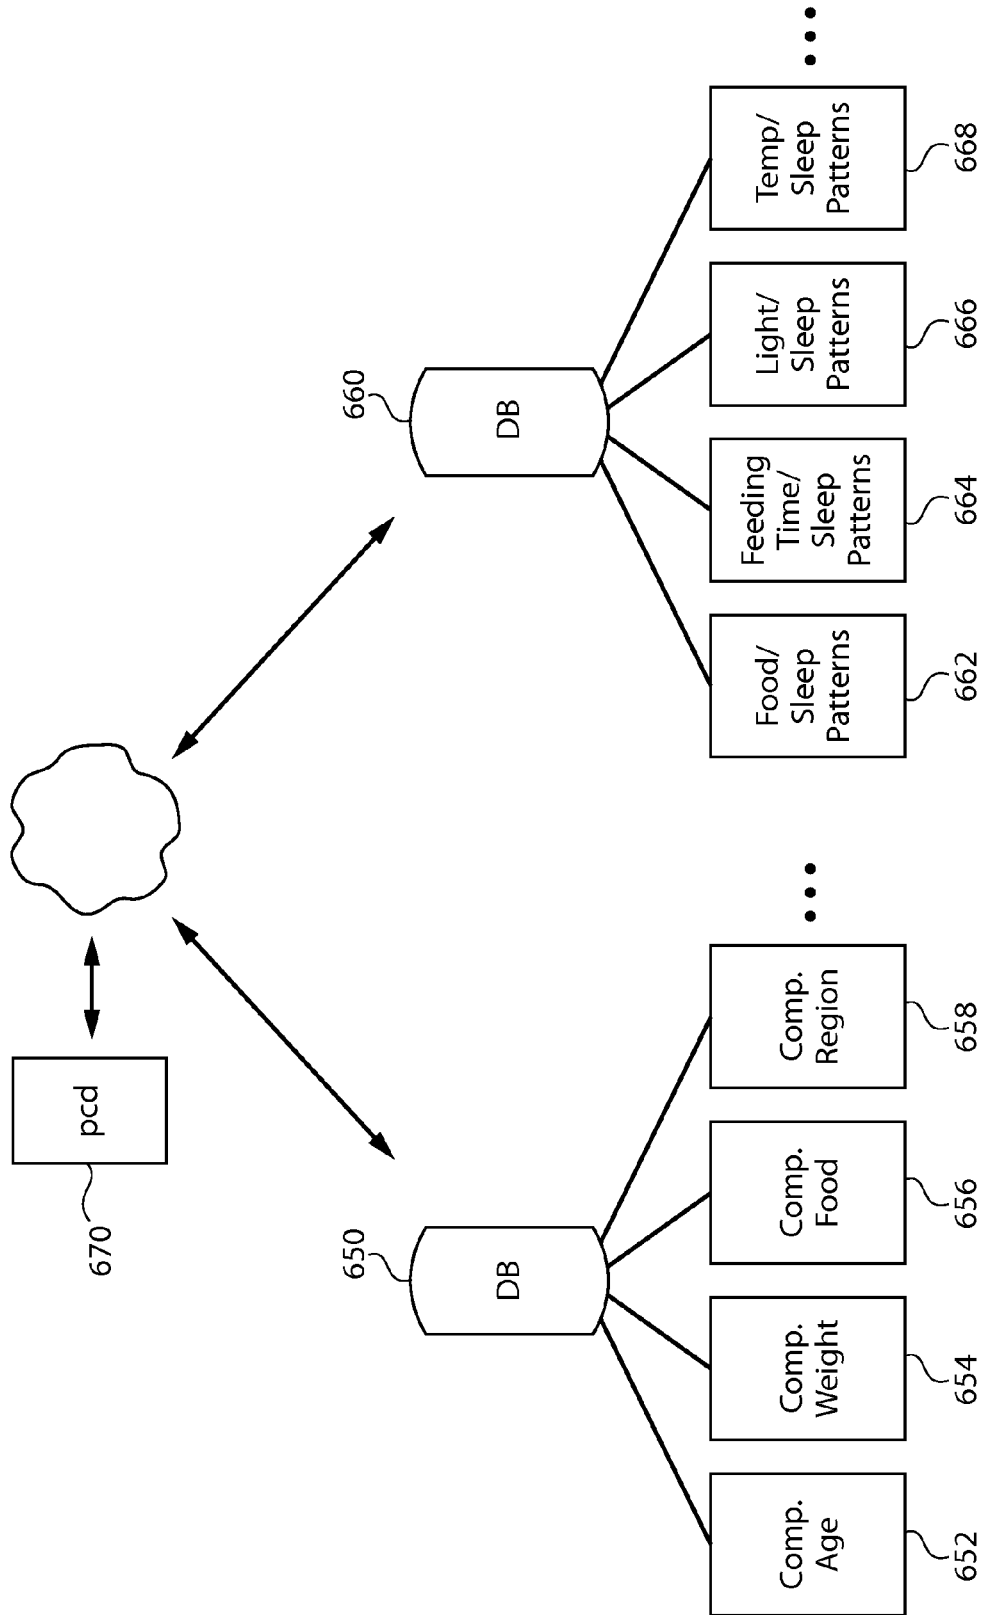 pcd
670
650
DB
660
DB
Comp.
Age
Comp.
Weight
Comp.
Food
Comp.
Region
Food/
Sleep
Patterns
Feeding
Time/
Sleep
Patterns
Light/
Sleep
Patterns
Temp/
Sleep
Patterns
652
654
656
658
662
664
666
668